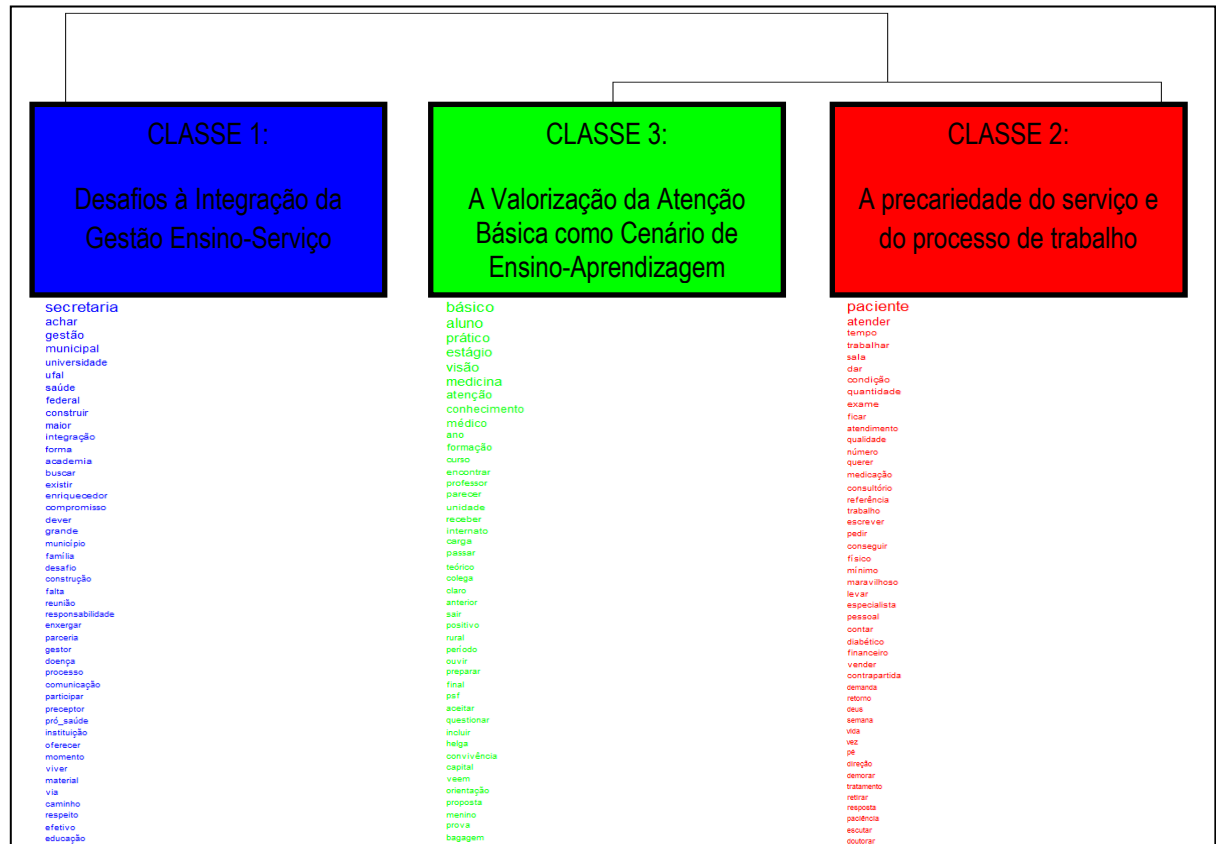 CLASSE 1:
Desafios à Integração da
Gestão Ensino-Serviço
secretaria
achar
gestão
municipal
universidade
ufal
saúde
federal
construir
maior
integração
forma
academia
buscar
existir
enriquecedor
compromisso
dever
grande
município
família
desafio
construção
falta
reunião
responsabilidade
enxergar
parceria
gestor
doença
processo
comunicação
participar
preceptor
pró_saúde
instituição
oferecer
momento
viver
material
via
caminho
respeito
efetivo
educação
CLASSE 3:
A Valorização da Atenção
Básica como Cenário de
Ensino-Aprendizagem
básico
aluno
prático
estágio
visão
medicina
atenção
conhecimento
médico
ano
formação
curso
encontrar
professor
parecer
unidade
receber
internato
carga
passar
teórico
colega
claro
anterior
sair
positivo
rural
período
ouvir
preparar
final
psf
aceitar
questionar
incluir
helga
convivência
capital
veem
orientação
proposta
menino
prova
bagagem
CLASSE 2:
A precariedade do serviço e
do processo de trabalho
paciente
atender
tempo
trabalhar
sala
dar
condição
quantidade
exame
ficar
atendimento
qualidade
número
querer
medicação
consultório
referência
trabalho
escrever
pedir
conseguir
físico
mínimo
maravilhoso
levar
especialista
pessoal
contar
diabético
financeiro
vender
contrapartida
demanda
retorno
deus
semana
vida
vez
pé
direção
demorar
tratamento
retirar
resposta
paciência
escutar
doutorar